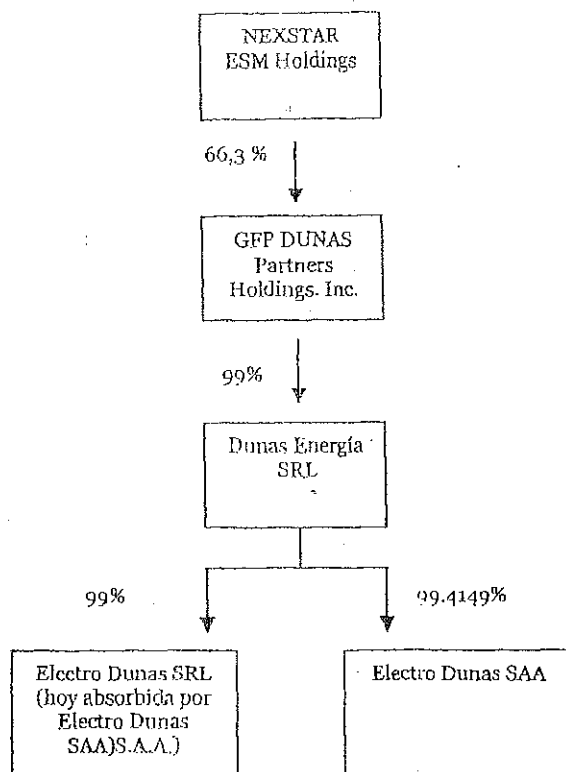 NEXSTAR
ESM Holdings
66,3 %
GFP DUNAS
Partners
Holdings. Inc.
99%
Dunas Energía
SRL
99%
99.4149%
Electro Dunas SRL
(hoy absorbida por
Electro Dunas
SAA)S.A.A.)
Electro Dunas SAA